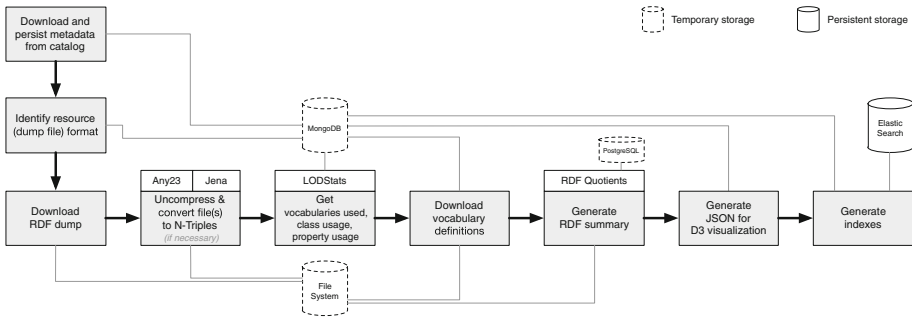 Download and
persist metadata
from catalog
Temporary storage
Persistent storage
Identify resource
(dump file) format
MongoDB
Elastic
Search
PostgreSQL
Any23
Jena
LODStats
RDF Quotients
Download
RDF dump
Uncompress &
convert file(s)
to N-Triples
(if necessary)
Get
vocabularies used,
class usage,
property usage
Download
vocabulary
definitions
Generate
RDF summary
Generate
JSON for
D3 visualization
Generate
indexes
File
System